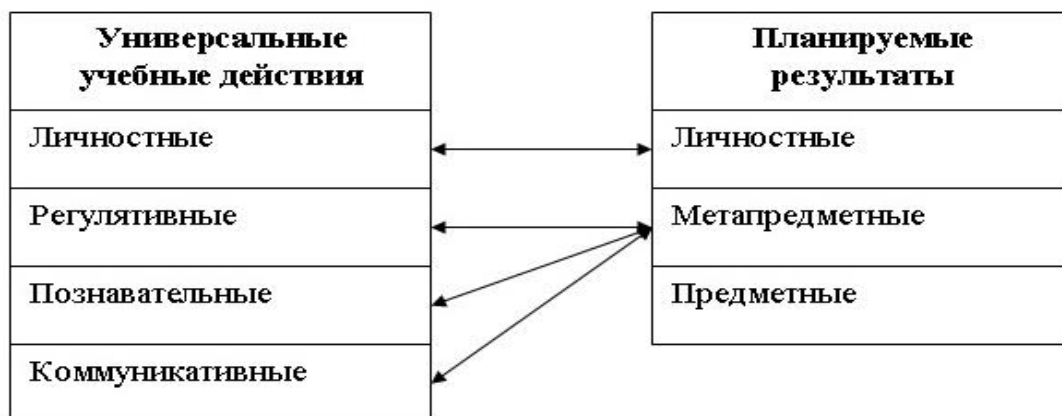 Универсальные
учебные действия
Личностные
Регулятивные
Познавательные
Коммуникативные
Планируемые
результаты
Личностные
Метапредметные
Предметные